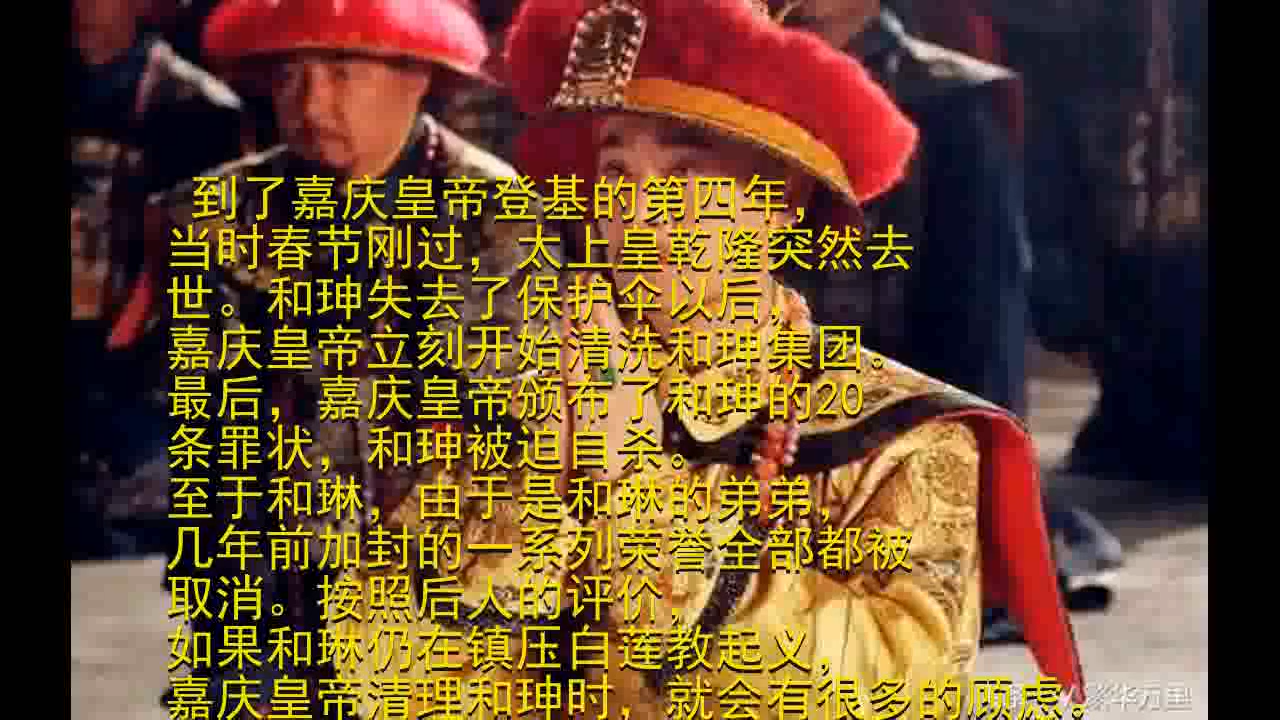 到了嘉庆皇帝登基的第四年，
当时春节刚过，太上皇乾隆突然去
世。和珅失去了保护伞以后，
嘉庆皇帝立刻开始清洗和珅集团。
最后，嘉庆皇帝颁布了和珅的20
条罪状，和珅被迫自杀。
至于和琳，由于是和琳的弟弟，
几年前加封的一系列荣誉全部都被
取消。按照后人的评价，
如果和琳仍在镇压白莲教起义，
嘉庆皇帝清理和珅时，就会有很多的顾虑。